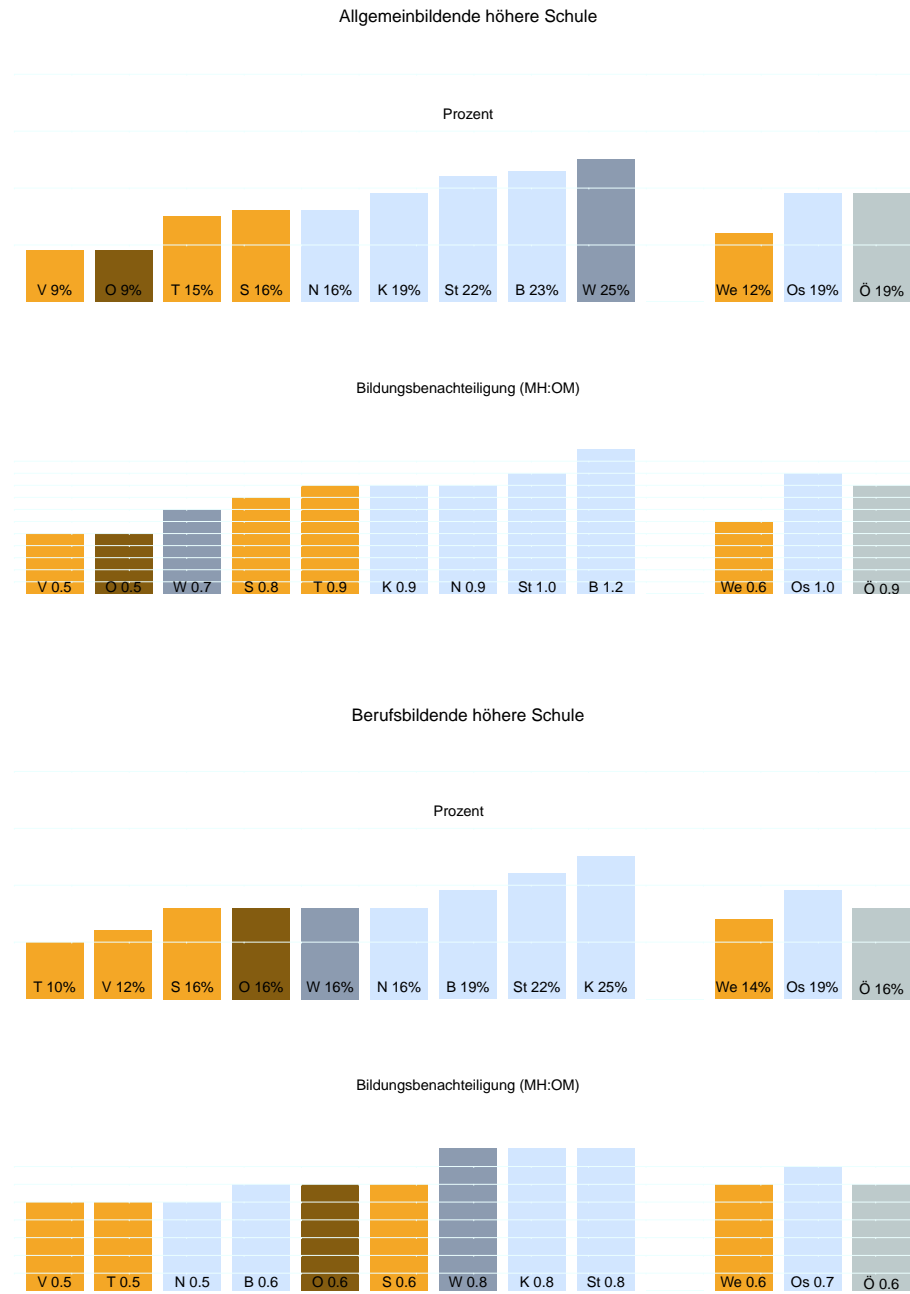 Allgemeinbildende höhere Schule
Prozent
V 9% O 9% T 15% S 16% N 16% K 19% St 22% B 23% W 25% We 12% Os 19% Ö 19%
Bildungsbenachteiligung (MH:OM)
V 0.5 O 0.5 W 0.7 S 0.8 T 0.9 K 0.9 N 0.9 St 1.0 B 1.2 We 0.6 Os 1.0 Ö 0.9
Berufsbildende höhere Schule
Prozent
T 10% V 12% S 16% O 16% W 16% N 16% B 19% St 22% K 25% We 14% Os 19% Ö 16%
Bildungsbenachteiligung (MH:OM)
V 0.5 T 0.5 N 0.5 B 0.6 O 0.6 S 0.6 W 0.8 K 0.8 St 0.8 We 0.6 Os 0.7 Ö 0.6